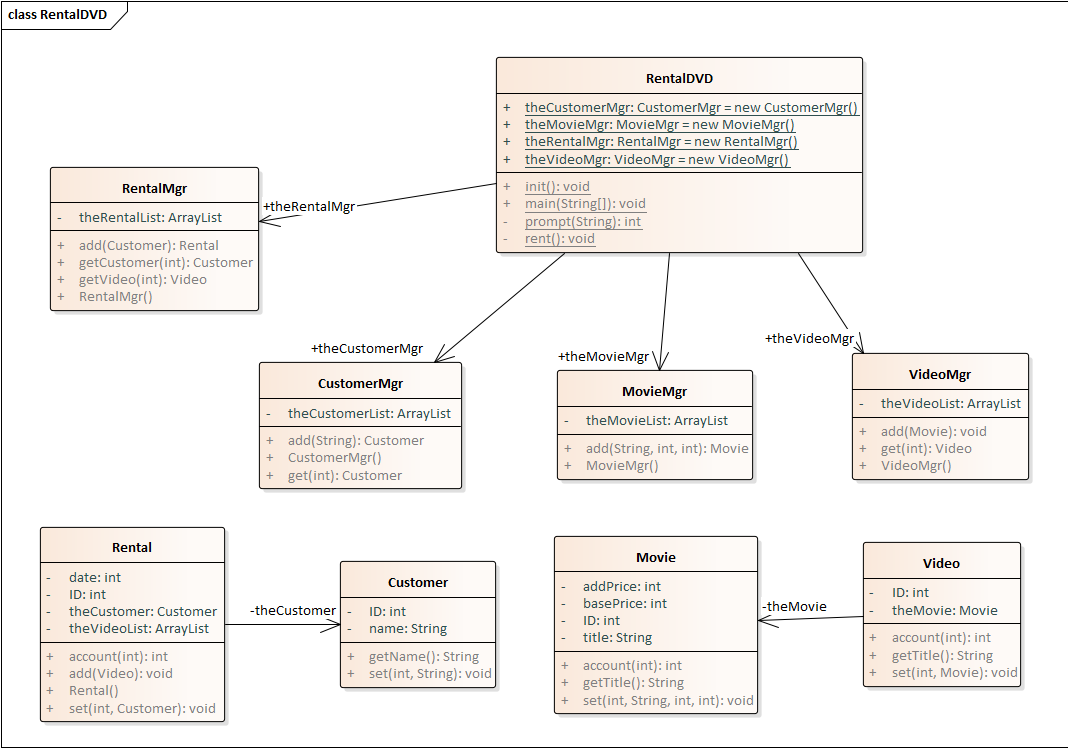 class RentalDVD
RentalDVD
+ theCustomerMgr: CustomerMgr = new CustomerMgr()
+ theMovieMgr: MovieMgr = new MovieMgr()
+ theRentalMgr: RentalMgr = new RentalMgr()
+ theVideoMgr: VideoMgr = new VideoMgr()
+ init(): void
+ main(String[]): void
- prompt(String): int
- rent(): void
RentalMgr
- theRentalList: ArrayList
+ add(Customer): Rental
+ getCustomer(int): Customer
+ getVideo(int): Video
+ RentalMgr()
+theRentalMgr
+theCustomerMgr
+theMovieMgr
+theVideoMgr
CustomerMgr
- theCustomerList: ArrayList
+ add(String): Customer
+ CustomerMgr()
+ get(int): Customer
MovieMgr
- theMovieList: ArrayList
+ add(String, int, int): Movie
+ MovieMgr()
VideoMgr
- theVideoList: ArrayList
+ add(Movie): void
+ get(int): Video
+ VideoMgr()
Rental
- date: int
- ID: int
- theCustomer: Customer
- theVideoList: ArrayList
+ account(int): int
+ add(Video): void
+ Rental()
+ set(int, Customer): void
-theCustomer
Customer
- ID: int
- name: String
+ getName(): String
+ set(int, String): void
Movie
- addPrice: int
- basePrice: int
- ID: int
- title: String
+ account(int): int
+ getTitle(): String
+ set(int, String, int, int): void
-theMovie
Video
- ID: int
- theMovie: Movie
+ account(int): int
+ getTitle(): String
+ set(int, Movie): void